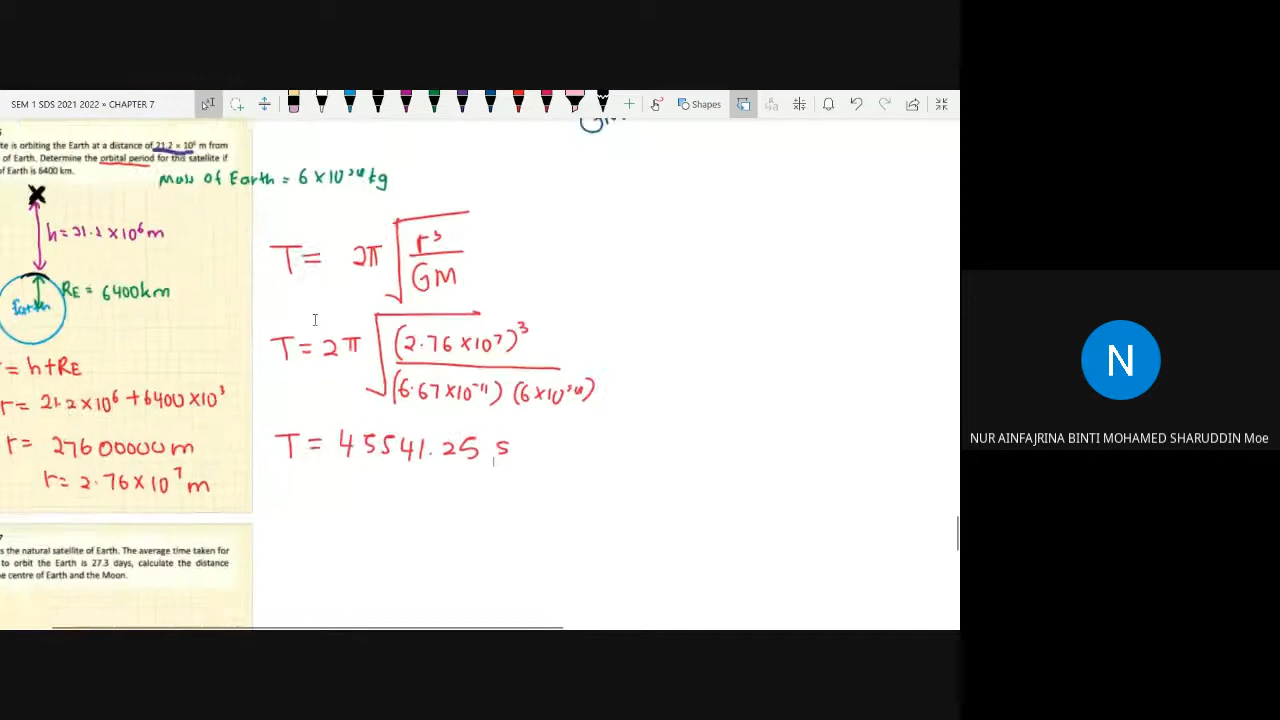 SEM 1 SDS 2021 2022 » CHAPTER 7
Shapes
te is orbiting the Earth at a distance of 21.2 × 10⁶ m from
of Earth. Determine the orbital period for this satellite if
of Earth is 6400 km.
Mass of Earth = 6 × 10²⁴ kg
h = 21.2 × 10⁶ m
Earth
RE = 6400 km
= h + RE
r = 21.2 × 10⁶ + 6400 × 10³
r = 27600000 m
r = 2.76 × 10⁷ m
T = 2π √(r³ / GM)
T = 2π √((2.76 × 10⁷)³ / (6.67 × 10⁻¹¹) (6 × 10²⁴))
T = 45541.25 s
7
s the natural satellite of Earth. The average time taken for
to orbit the Earth is 27.3 days, calculate the distance
e centre of Earth and the Moon.
N
NUR AINFAJRINA BINTI MOHAMED SHARUDDIN Moe